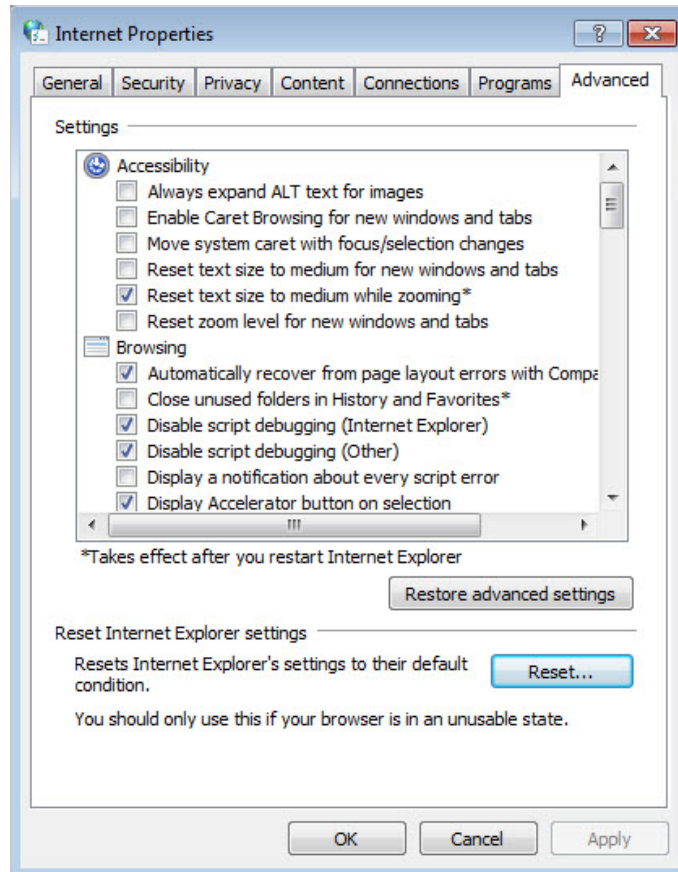 Internet Properties
General Security Privacy Content Connections Programs Advanced
Settings
Accessibility
Always expand ALT text for images
Enable Caret Browsing for new windows and tabs
Move system caret with focus/selection changes
Reset text size to medium for new windows and tabs
Reset text size to medium while zooming*
Reset zoom level for new windows and tabs
Browsing
Automatically recover from page layout errors with Compa
Close unused folders in History and Favorites*
Disable script debugging (Internet Explorer)
Disable script debugging (Other)
Display a notification about every script error
Display Accelerator button on selection
*Takes effect after you restart Internet Explorer
Restore advanced settings
Reset Internet Explorer settings
Resets Internet Explorer's settings to their default
condition.
Reset...
You should only use this if your browser is in an unusable state.
OK Cancel Apply